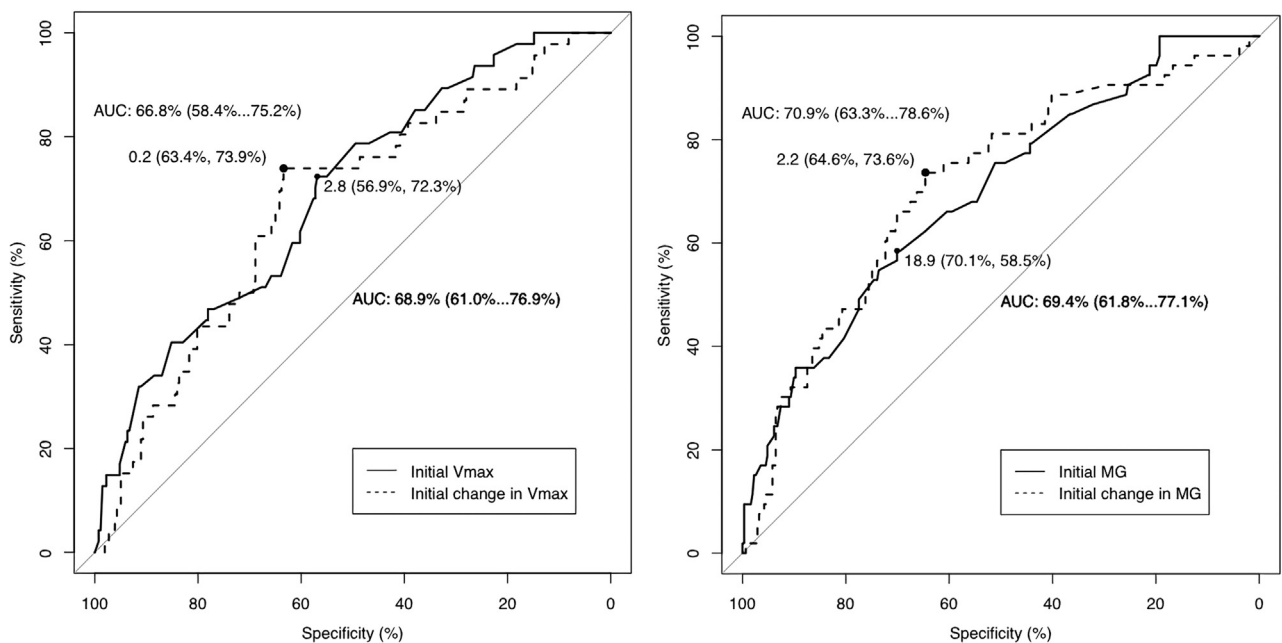 100
80
60
40
20
0
Sensitivity (%)
AUC: 66.8% (58.4%...75.2%)
0.2 (63.4%, 73.9%)
2.8 (56.9%, 72.3%)
AUC: 68.9% (61.0%...76.9%)
Initial Vmax
Initial change in Vmax
100 80 60 40 20 0
Specificity (%)
100
80
60
40
20
0
Sensitivity (%)
AUC: 70.9% (63.3%...78.6%)
2.2 (64.6%, 73.6%)
18.9 (70.1%, 58.5%)
AUC: 69.4% (61.8%...77.1%)
Initial MG
Initial change in MG
100 80 60 40 20 0
Specificity (%)